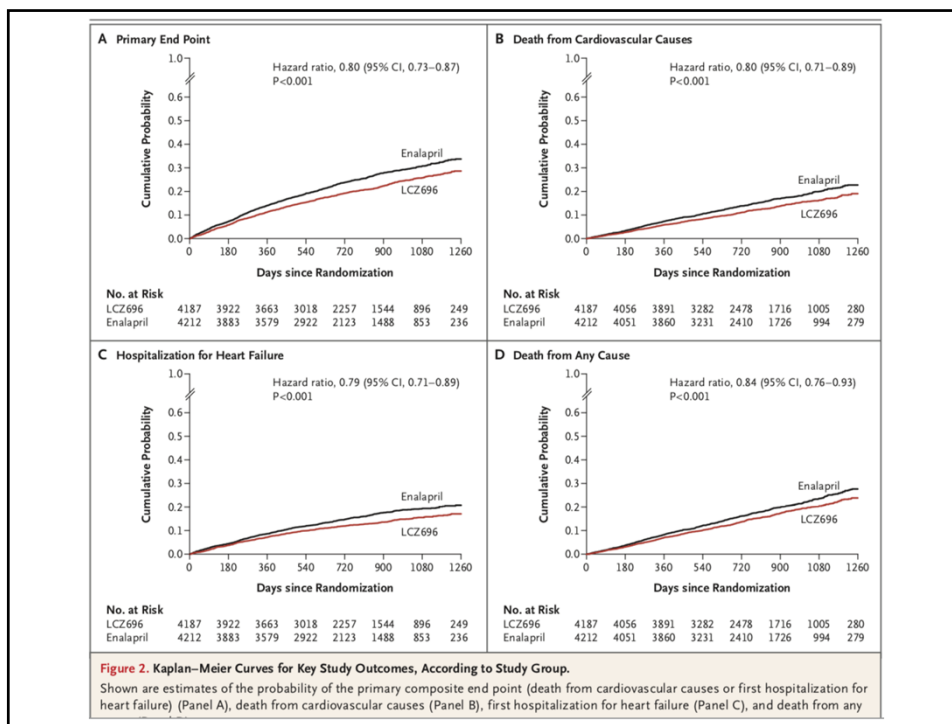 A Primary End Point
1.0
0.6
0.5
0.4
0.3
0.2
0.1
0.0
Cumulative Probability
Hazard ratio, 0.80 (95% CI, 0.73–0.87)
P<0.001
Enalapril
LCZ696
0 180 360 540 720 900 1080 1260
Days since Randomization
No. at Risk
LCZ696 4187 3922 3663 3018 2257 1544 896 249
Enalapril 4212 3883 3579 2922 2123 1488 853 236
B Death from Cardiovascular Causes
1.0
0.6
0.5
0.4
0.3
0.2
0.1
0.0
Cumulative Probability
Hazard ratio, 0.80 (95% CI, 0.71–0.89)
P<0.001
Enalapril
LCZ696
0 180 360 540 720 900 1080 1260
Days since Randomization
No. at Risk
LCZ696 4187 4056 3891 3282 2478 1716 1005 280
Enalapril 4212 4051 3860 3231 2410 1726 994 279
C Hospitalization for Heart Failure
1.0
0.6
0.5
0.4
0.3
0.2
0.1
0.0
Cumulative Probability
Hazard ratio, 0.79 (95% CI, 0.71–0.89)
P<0.001
Enalapril
LCZ696
0 180 360 540 720 900 1080 1260
Days since Randomization
No. at Risk
LCZ696 4187 3922 3663 3018 2257 1544 896 249
Enalapril 4212 3883 3579 2922 2123 1488 853 236
D Death from Any Cause
1.0
0.6
0.5
0.4
0.3
0.2
0.1
0.0
Cumulative Probability
Hazard ratio, 0.84 (95% CI, 0.76–0.93)
P<0.001
Enalapril
LCZ696
0 180 360 540 720 900 1080 1260
Days since Randomization
No. at Risk
LCZ696 4187 4056 3891 3282 2478 1716 1005 280
Enalapril 4212 4051 3860 3231 2410 1726 994 279
Figure 2. Kaplan–Meier Curves for Key Study Outcomes, According to Study Group.
Shown are estimates of the probability of the primary composite end point (death from cardiovascular causes or first hospitalization for
heart failure) (Panel A), death from cardiovascular causes (Panel B), first hospitalization for heart failure (Panel C), and death from any